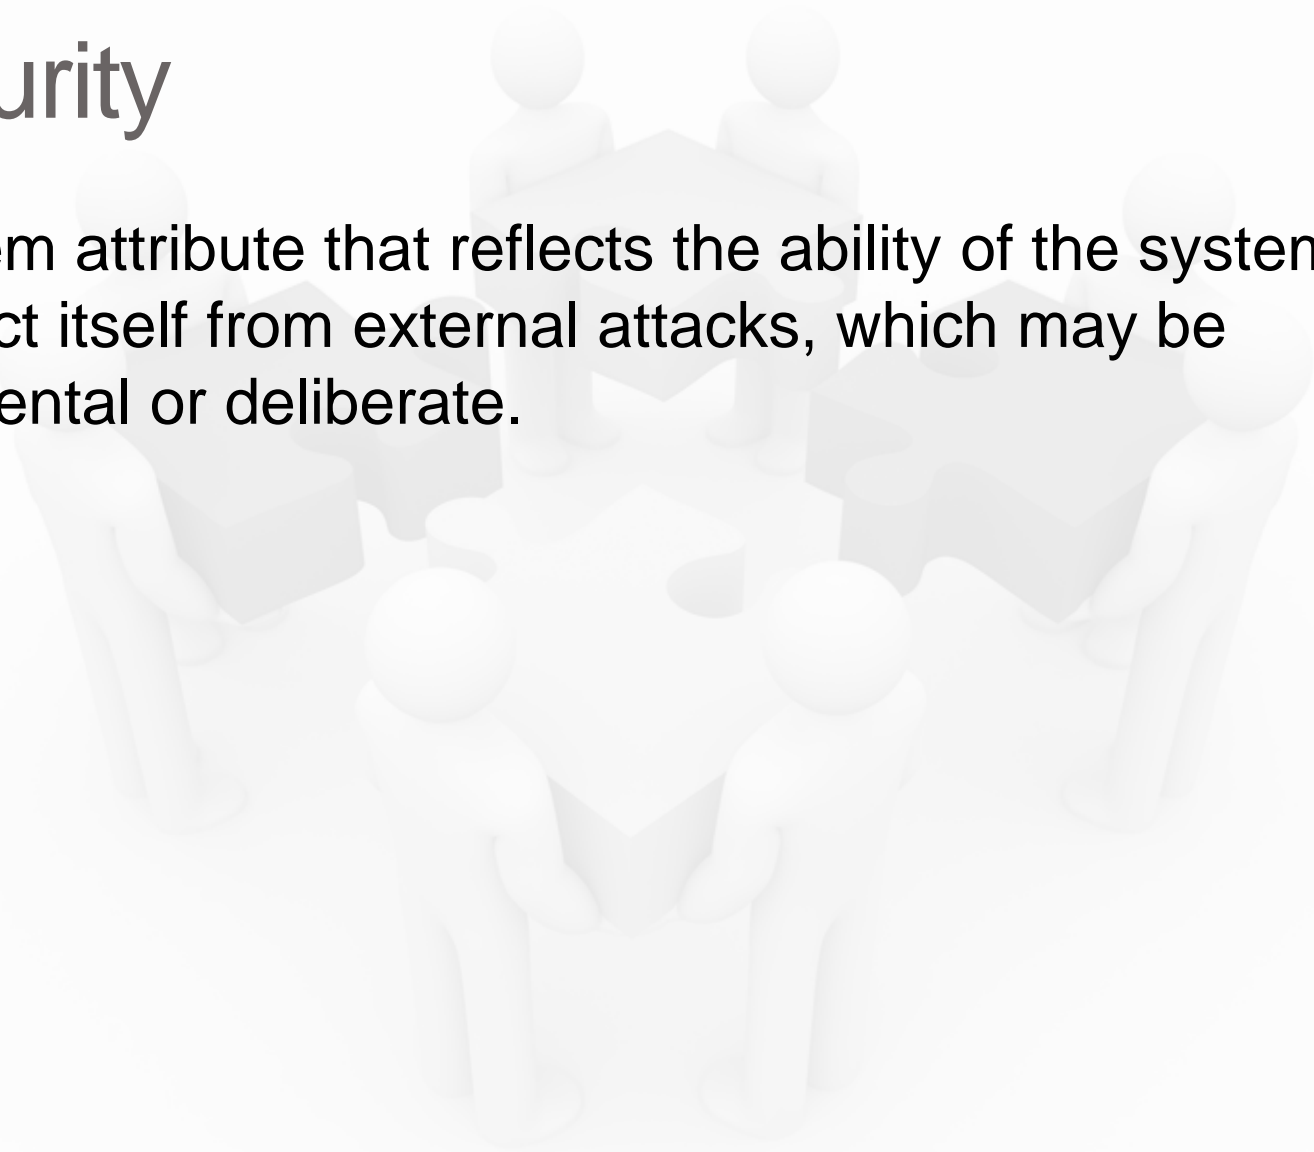 urity
em attribute that reflects the ability of the system
ct itself from external attacks, which may be
ental or deliberate.